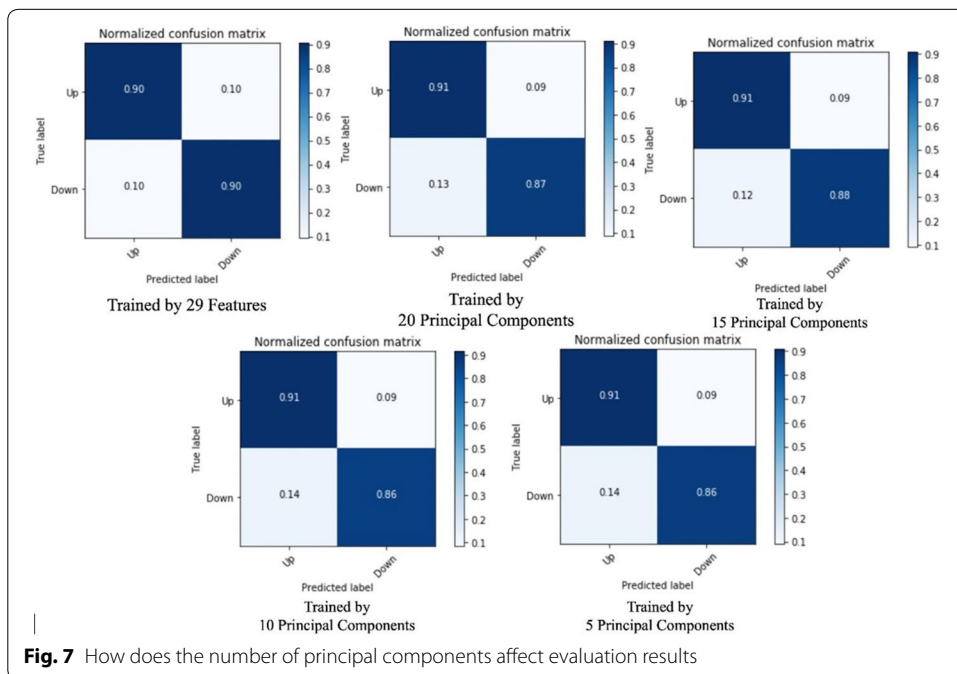 Normalized confusion matrix
True label
Up
0.90
0.10
Down
0.10
0.90
Up
Down
Predicted label
0.9
0.8
0.7
0.6
0.5
0.4
0.3
0.2
0.1
Trained by 29 Features
Normalized confusion matrix
True label
Up
0.91
0.09
Down
0.13
0.87
Up
Down
Predicted label
0.9
0.8
0.7
0.6
0.5
0.4
0.3
0.2
0.1
Trained by
20 Principal Components
Normalized confusion matrix
True label
Up
0.91
0.09
Down
0.12
0.88
Up
Down
Predicted label
0.9
0.8
0.7
0.6
0.5
0.4
0.3
0.2
0.1
Trained by
15 Principal Components
Normalized confusion matrix
True label
Up
0.91
0.09
Down
0.14
0.86
Up
Down
Predicted label
0.9
0.8
0.7
0.6
0.5
0.4
0.3
0.2
0.1
Trained by
10 Principal Components
Normalized confusion matrix
True label
Up
0.91
0.09
Down
0.14
0.86
Up
Down
Predicted label
0.9
0.8
0.7
0.6
0.5
0.4
0.3
0.2
0.1
Trained by
5 Principal Components
Fig. 7 How does the number of principal components affect evaluation results